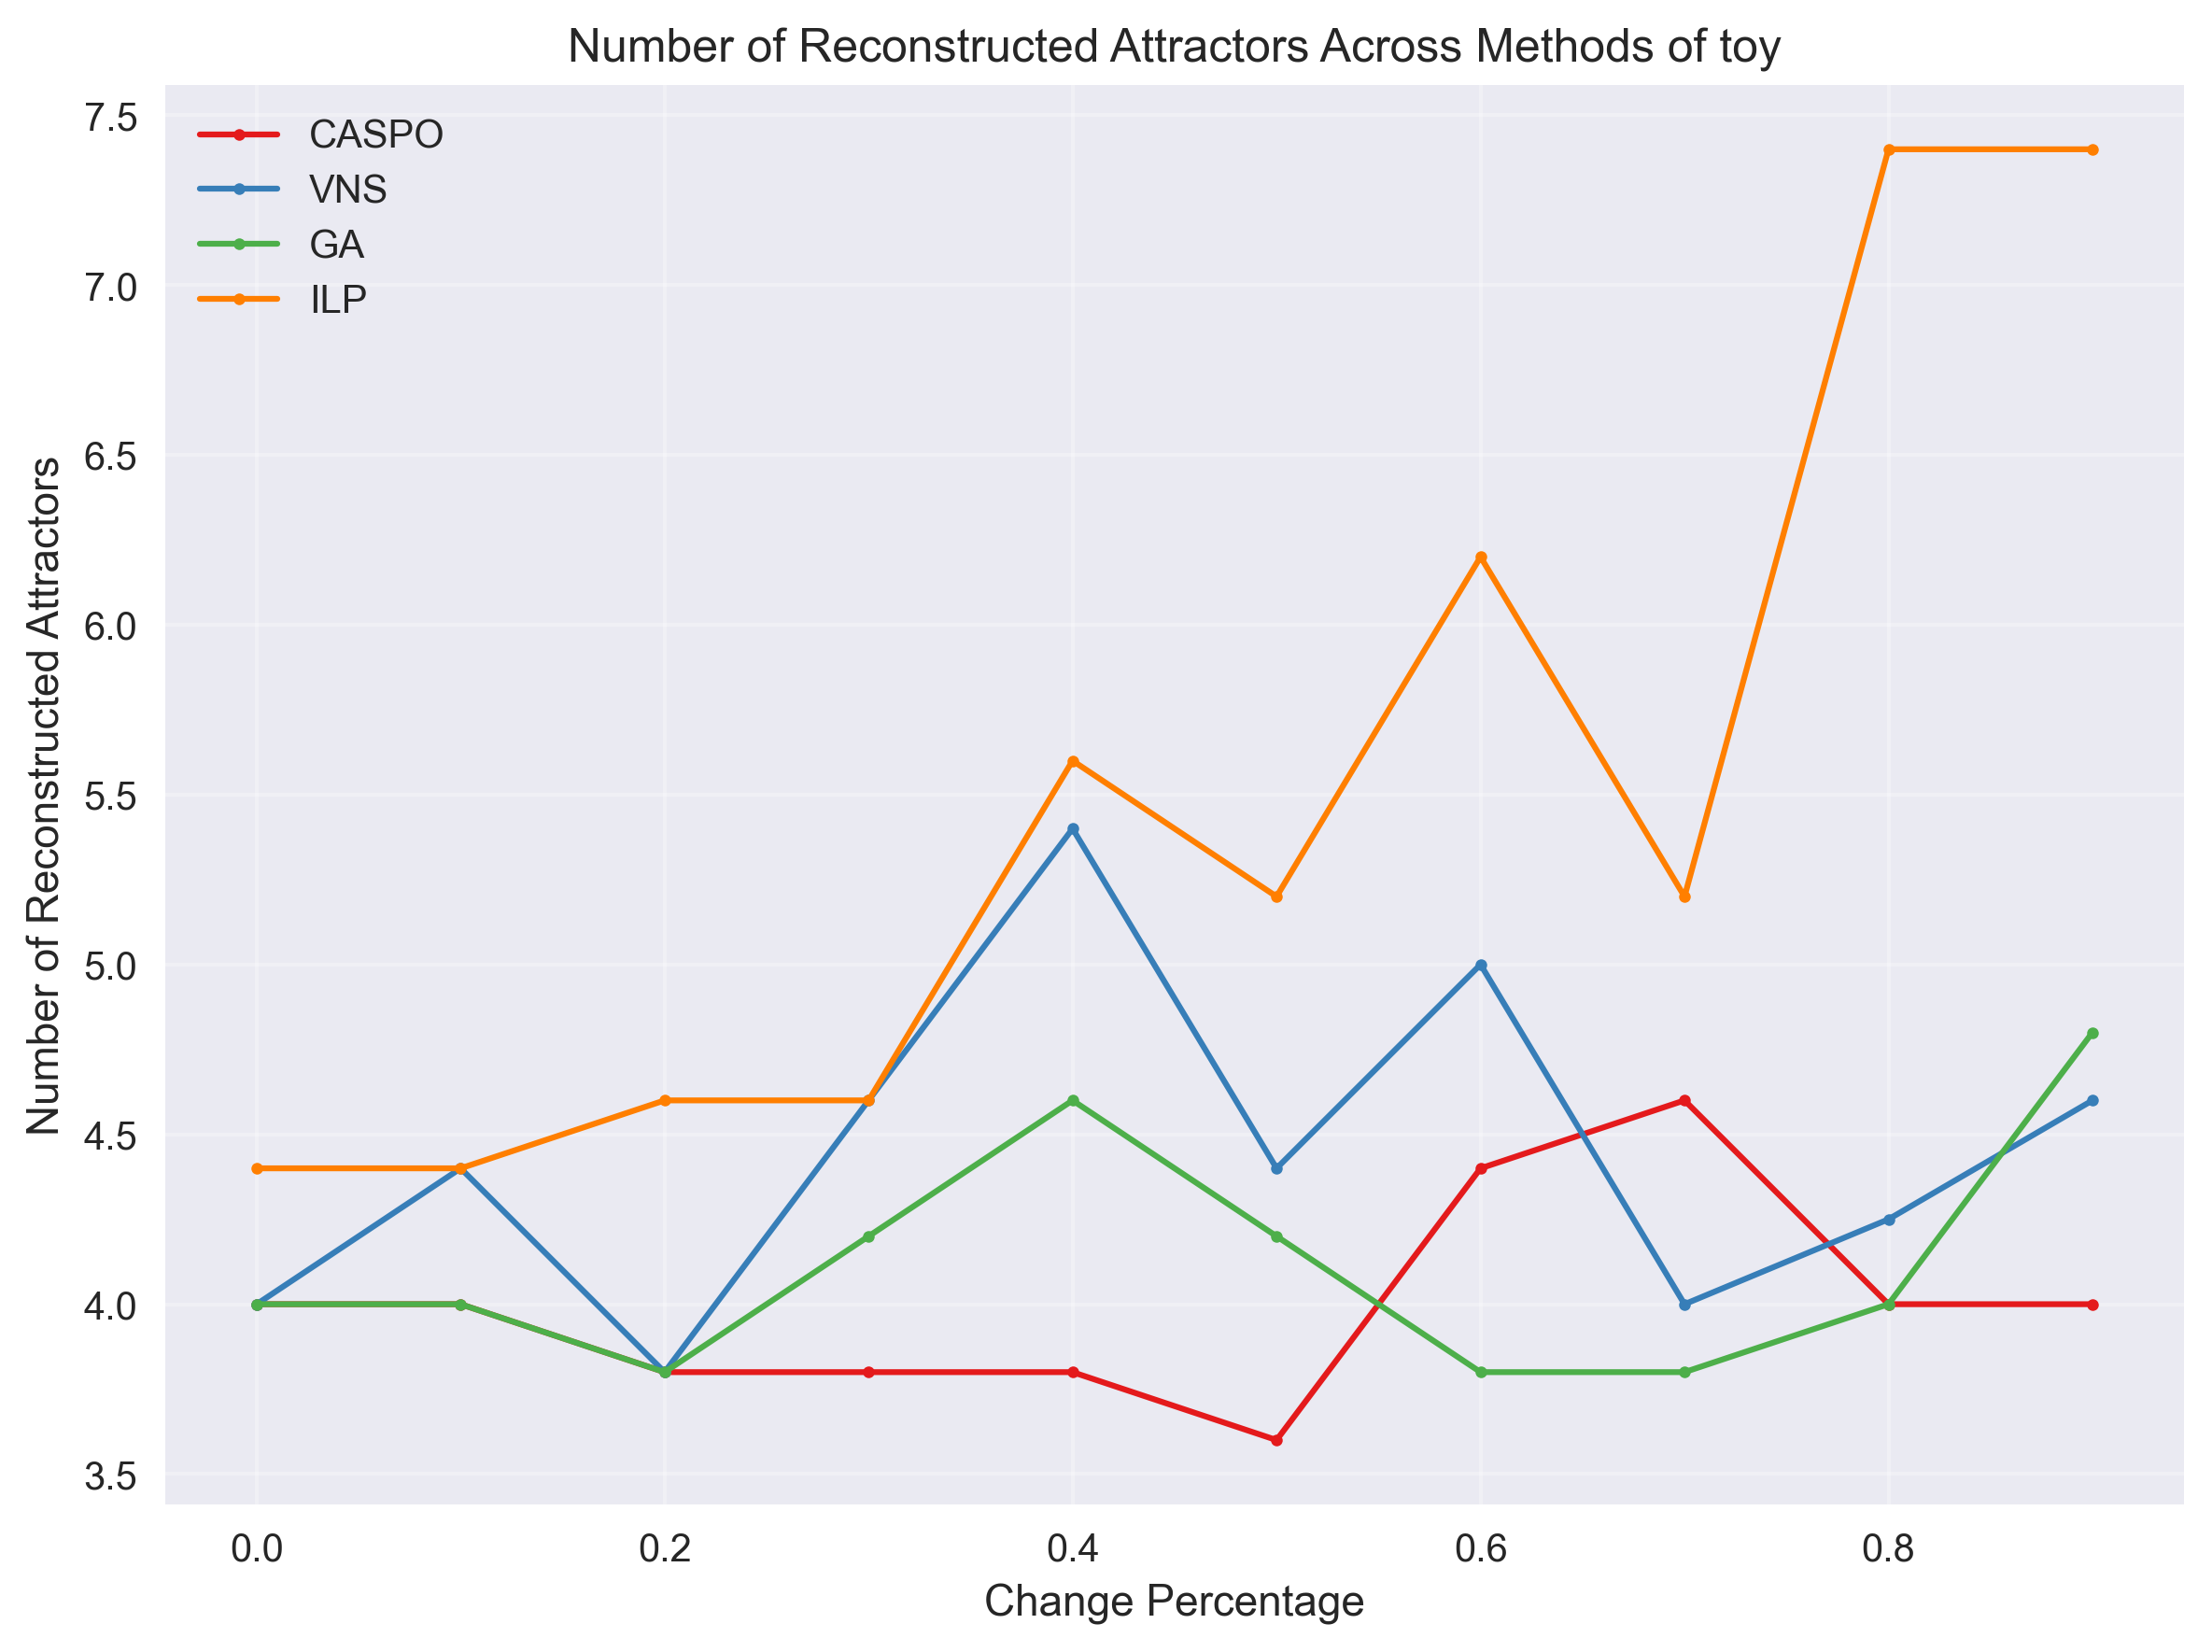 Number of Reconstructed Attractors Across Methods of toy
CASPO
VNS
GA
ILP
Number of Reconstructed Attractors
7.5
7.0
6.5
6.0
5.5
5.0
4.5
4.0
3.5
0.0
0.2
0.4
0.6
0.8
Change Percentage